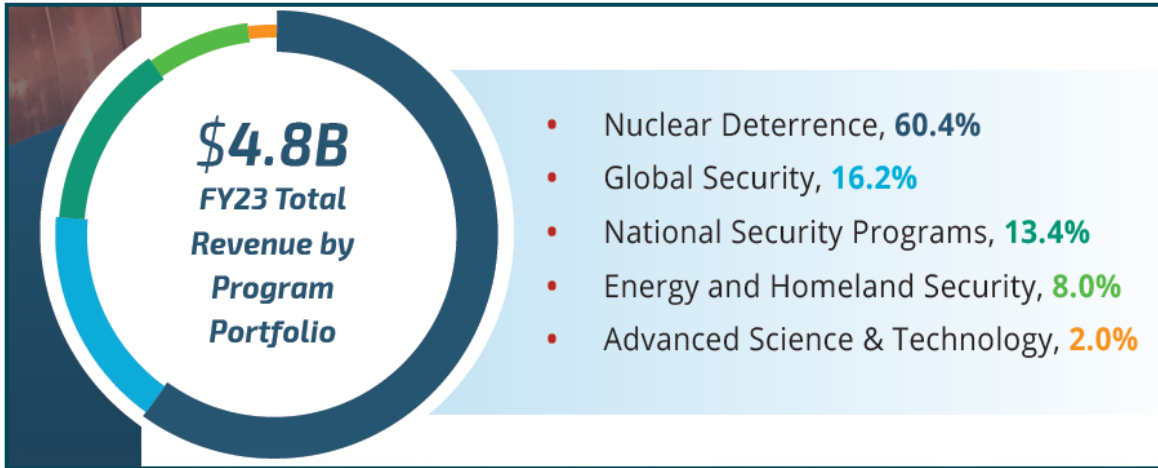 $4.8B
FY23 Total
Revenue by
Program
Portfolio
• Nuclear Deterrence, 60.4%
• Global Security, 16.2%
• National Security Programs, 13.4%
• Energy and Homeland Security, 8.0%
• Advanced Science & Technology, 2.0%